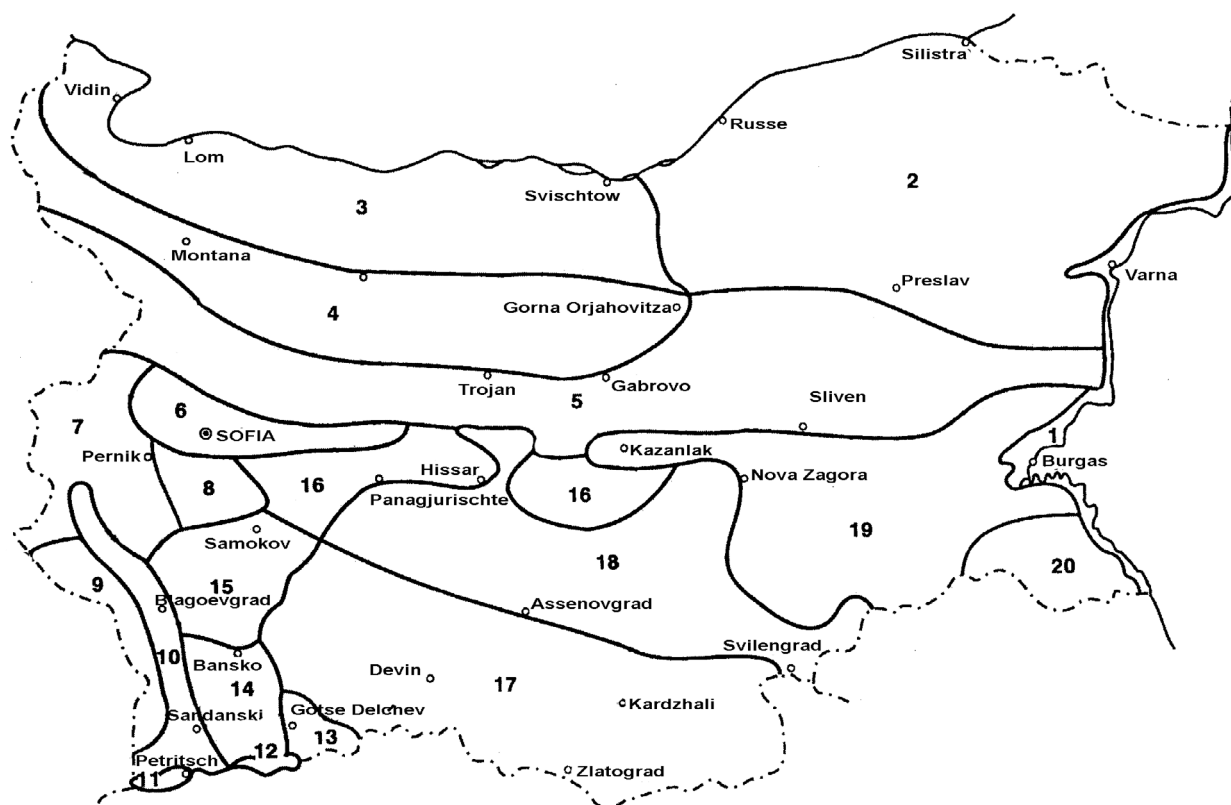 Silistra
Vidin
Russe
Lom
2
Svischtow
3
Montana
Varna
Preslav
Gorna Orjahovitza
4
Trojan
Gabrovo
5
6
Sliven
7
SOFIA
1
Kazanlak
Pernik
Burgas
Hissar
Nova Zagora
8
16
16
Panagjurischte
Samokov
19
18
20
9
15
Blagoevgrad
Assenovgrad
Svilengrad
10
Bansko
Devin
17
14
Kardzhali
Gotse Delchev
Sandanski
13
12
Petritsch
11
Zlatograd